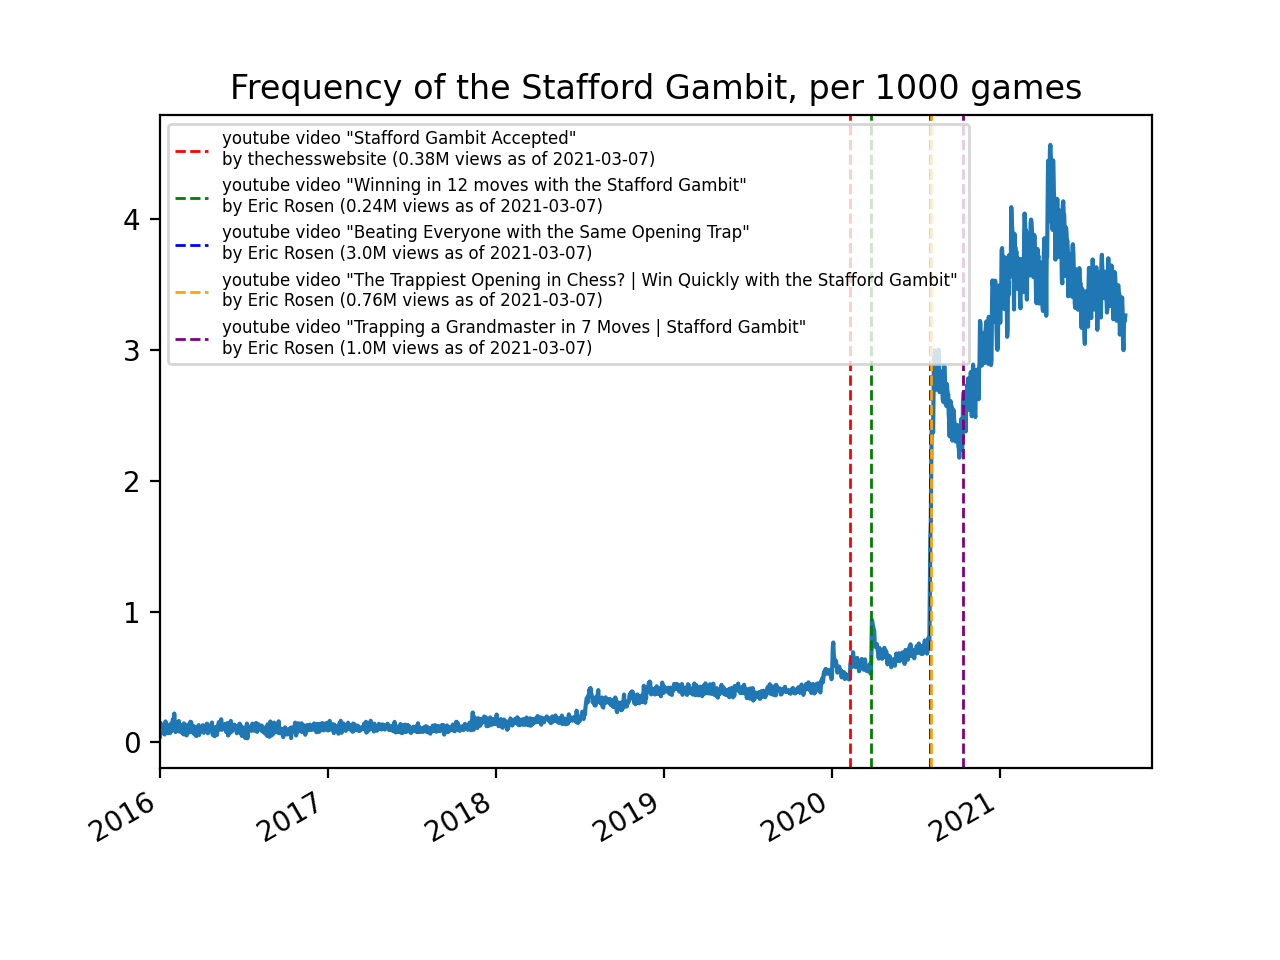 Frequency of the Stafford Gambit, per 1000 games
youtube video "Stafford Gambit Accepted"
by thechesswebsite (0.38M views as of 2021-03-07)
youtube video "Winning in 12 moves with the Stafford Gambit"
by Eric Rosen (0.24M views as of 2021-03-07)
youtube video "Beating Everyone with the Same Opening Trap"
by Eric Rosen (3.0M views as of 2021-03-07)
youtube video "The Trappiest Opening in Chess? | Win Quickly with the Stafford Gambit"
by Eric Rosen (0.76M views as of 2021-03-07)
youtube video "Trapping a Grandmaster in 7 Moves | Stafford Gambit"
by Eric Rosen (1.0M views as of 2021-03-07)
4
3
2
1
0
2016 2017 2018 2019 2020 2021